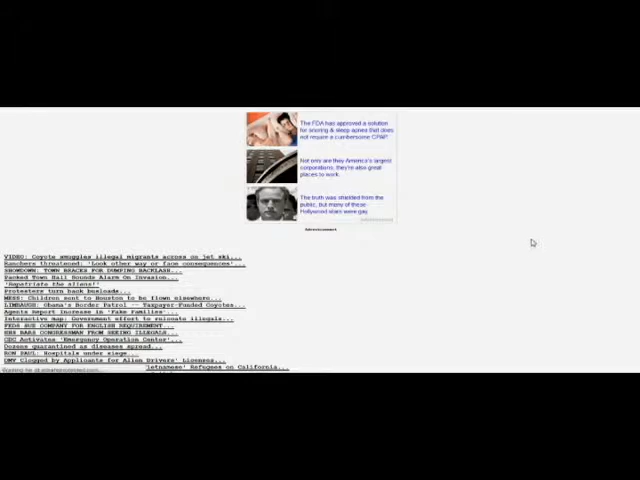 The FDA has approved a solution
for snoring & sleep apnea that does
not require a cumbersome CPAP.
Not only are they America's largest
corporations, they're also great
places to work.
The truth was shielded from the
public, but many of these
Hollywood stars were gay.
Advertisement
VIDEO: Coyote smuggles illegal migrants across on jet ski...
Ranchers threatened: 'Look other way or face consequences'...
SHOWDOWN: TOWN BRACES FOR DUMPING BACKLASH...
Packed Town Hall Sounds Alarm On Invasion...
'Repatriate the aliens!'
Protesters turn back busloads...
MESS: Children sent to Houston to be flown elsewhere...
LIMBAUGH: Obama's Border Patrol -- Taxpayer-Funded Coyotes...
Agents Report Increase in 'Fake Families'...
Interactive map: Government effort to relocate illegals...
FEDS SUE COMPANY FOR ENGLISH REQUIREMENT...
HHS BARS CONGRESSMAN FROM SEEING ILLEGALS...
CDC Activates 'Emergency Operation Center'...
Dozens quarantined as diseases spread...
RON PAUL: Hospitals under siege...
DMV Clogged by Applicants for Alien Drivers' Licenses...
Vietnamese' Refugees on California...
Waiting for